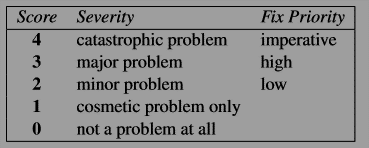 Score Severity Fix Priority
4 catastrophic problem imperative
3 major problem high
2 minor problem low
1 cosmetic problem only
0 not a problem at all